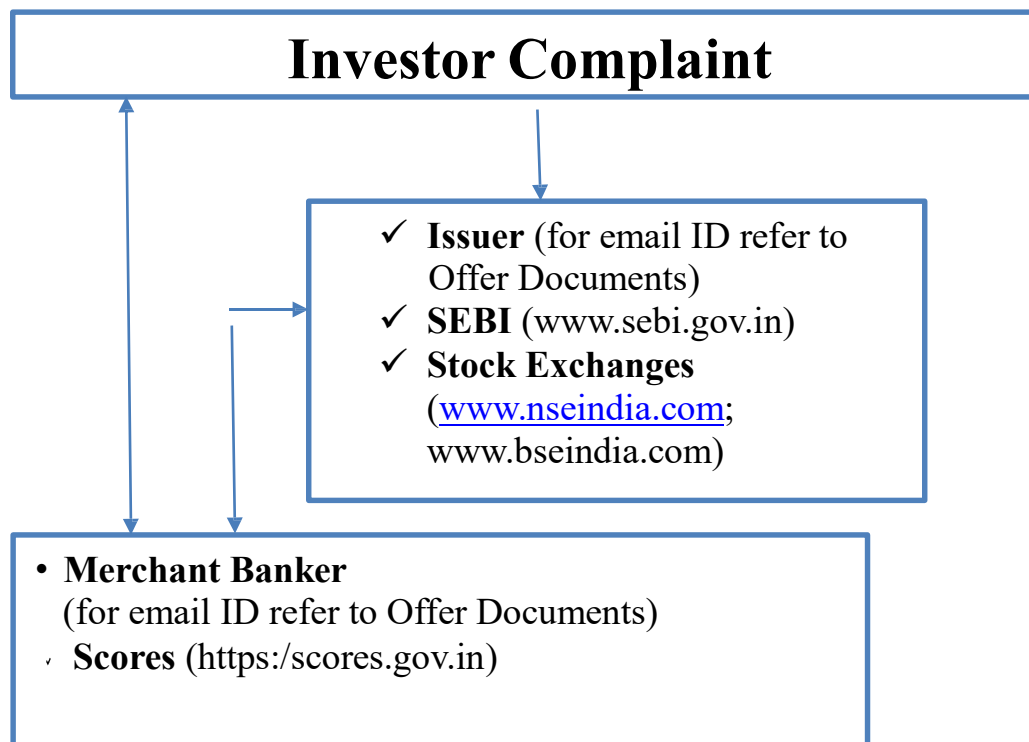 Investor Complaint
✓ Issuer (for email ID refer to
Offer Documents)
✓ SEBI (www.sebi.gov.in)
✓ Stock Exchanges
(www.nseindia.com;
www.bseindia.com)
• Merchant Banker
(for email ID refer to Offer Documents)
✓ Scores (https:/scores.gov.in)